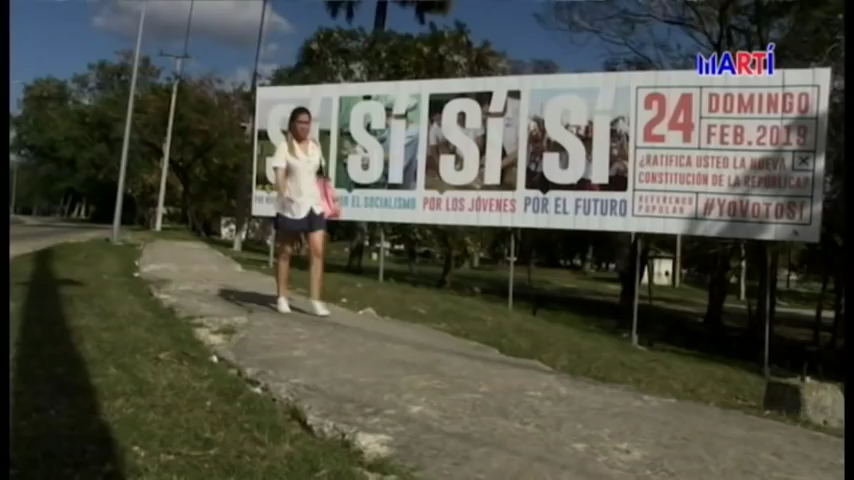 MARTÍ
Sí Sí Sí Sí
POR EL SOCIALISMO POR LOS JÓVENES POR EL FUTURO
24
DOMINGO
FEB.2019
¿RATIFICA USTED LA NUEVA
CONSTITUCIÓN DE LA REPÚBLICA?
REFERENDO
POPULAR
#YoVotoSí